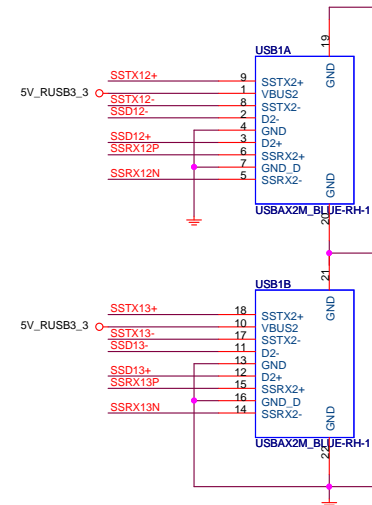 19
USB1A
SSTX12+ 9 SSTX2+ GND
5V_RUSB3_3 1 VBUS2
SSTX12- 8 SSTX2-
SSD12- 2 D2-
4 GND
SSD12+ 3 D2+
SSRX12P 6 SSRX2+
7 GND_D
SSRX12N 5 SSRX2- GND
USBAX2M_BLUE-RH-1
20
21
USB1B
SSTX13+ 18 SSTX2+ GND
5V_RUSB3_3 10 VBUS2
SSTX13- 17 SSTX2-
SSD13- 11 D2-
13 GND
SSD13+ 12 D2+
SSRX13P 15 SSRX2+
16 GND_D
SSRX13N 14 SSRX2- GND
USBAX2M_BLUE-RH-1
22